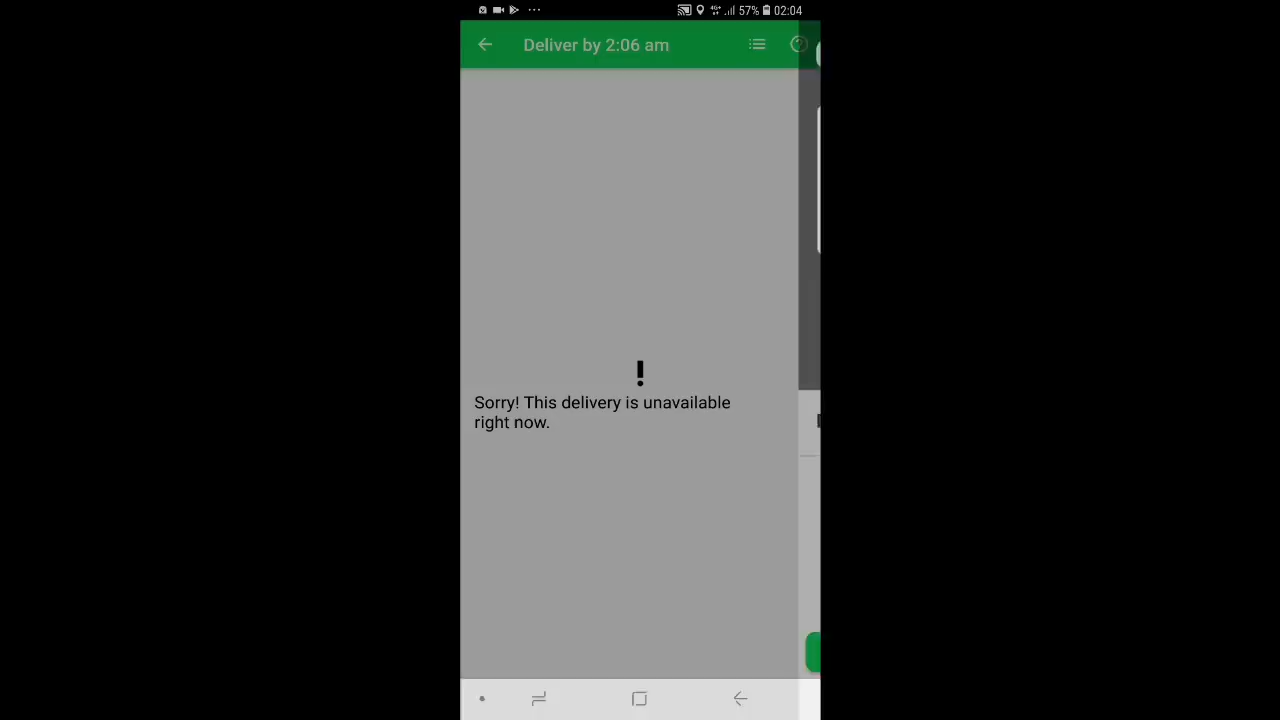 57% 02:04
Deliver by 2:06 am
!
Sorry! This delivery is unavailable
right now.